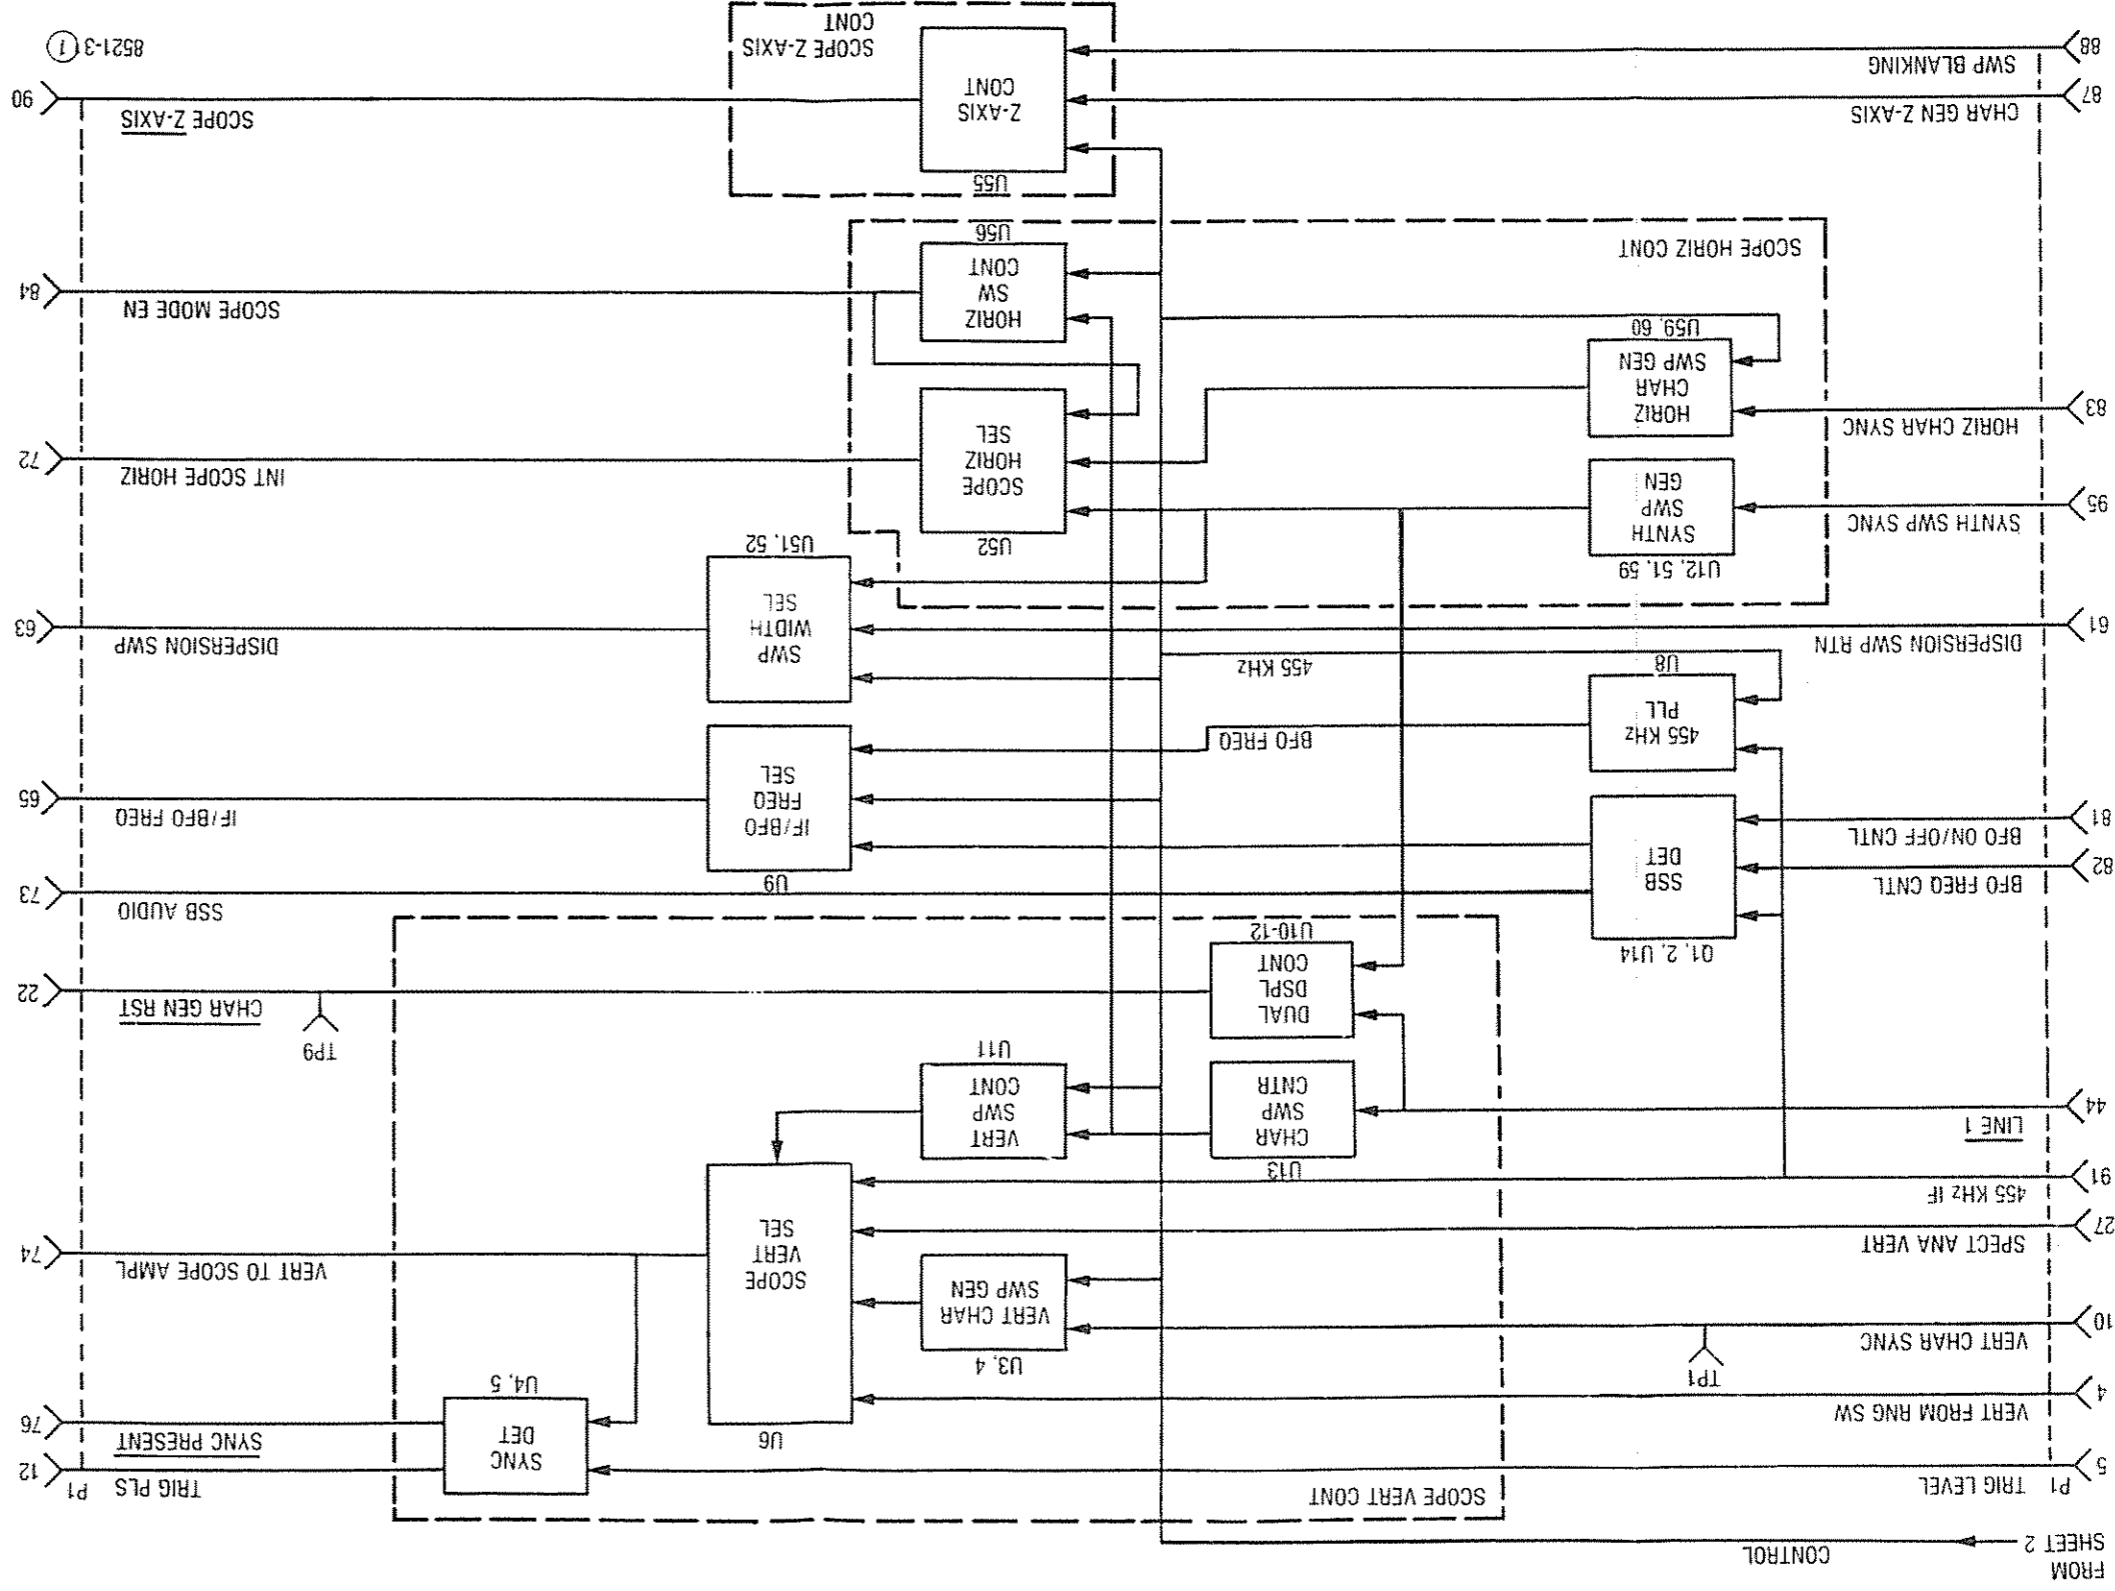 FROM
SHEET 2
CONTROL
P1
TRIG LEVEL
5
SCOPE VERT CONT
TRIG PLS
P1
12
SYNC
DET
U4, 5
SYNC PRESENT
76
VERT FROM RNG SW
4
TP1
U6
SCOPE
VERT
SEL
U3, 4
VERT CHAR
SWP GEN
VERT CHAR SYNC
10
VERT TO SCOPE AMPL
74
SPECT ANA VERT
27
455 KHz IF
91
LINE 1
44
U13
CHAR
SWP
CNTR
VERT
SWP
CONT
U11
TP9
DUAL
DSPL
CONT
U10-12
CHAR GEN RST
22
Q1, 2, U14
SSB
DET
BFO FREQ CNTL
82
BFO ON/OFF CNTL
81
SSB AUDIO
73
U9
IF/BFO
FREQ
SEL
IF/BFO FREQ
65
455 KHz
PLL
U8
BFO FREQ
455 KHz
DISPERSION SWP RTN
61
SWP
WIDTH
SEL
U51, 52
DISPERSION SWP
63
U12, 51, 59
SYNTH
SWP
GEN
SYNTH SWP SYNC
95
U52
SCOPE
HORIZ
SEL
INT SCOPE HORIZ
72
HORIZ CHAR SYNC
83
HORIZ
CHAR
SWP GEN
U59, 60
HORIZ
SW
CONT
U56
SCOPE MODE EN
84
SCOPE HORIZ CONT
U55
Z-AXIS
CONT
CHAR GEN Z-AXIS
87
SWP BLANKING
88
SCOPE Z-AXIS
CONT
SCOPE Z-AXIS
90
8521-31
1